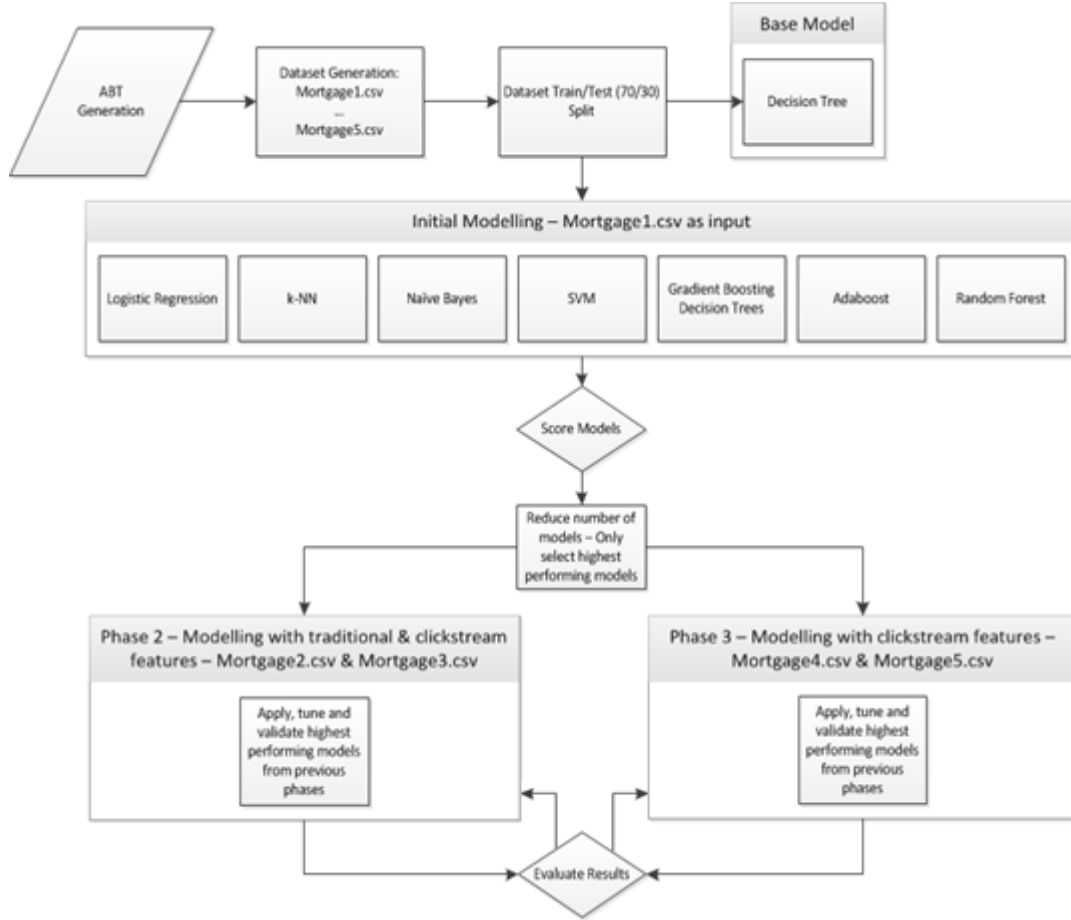 ABT
Generation
Dataset Generation:
Mortgage1.csv
...
Mortgage5.csv
Dataset Train/Test (70/30)
Split
Base Model
Decision Tree
Initial Modelling – Mortgage1.csv as input
Logistic Regression
k-NN
Naïve Bayes
SVM
Gradient Boosting
Decision Trees
Adaboost
Random Forest
Score Models
Reduce number of
models – Only
select highest
performing models
Phase 2 – Modelling with traditional & clickstream
features – Mortgage2.csv & Mortgage3.csv
Apply, tune and
validate highest
performing models
from previous
phases
Phase 3 – Modelling with clickstream features –
Mortgage4.csv & Mortgage5.csv
Apply, tune and
validate highest
performing models
from previous
phases
Evaluate Results